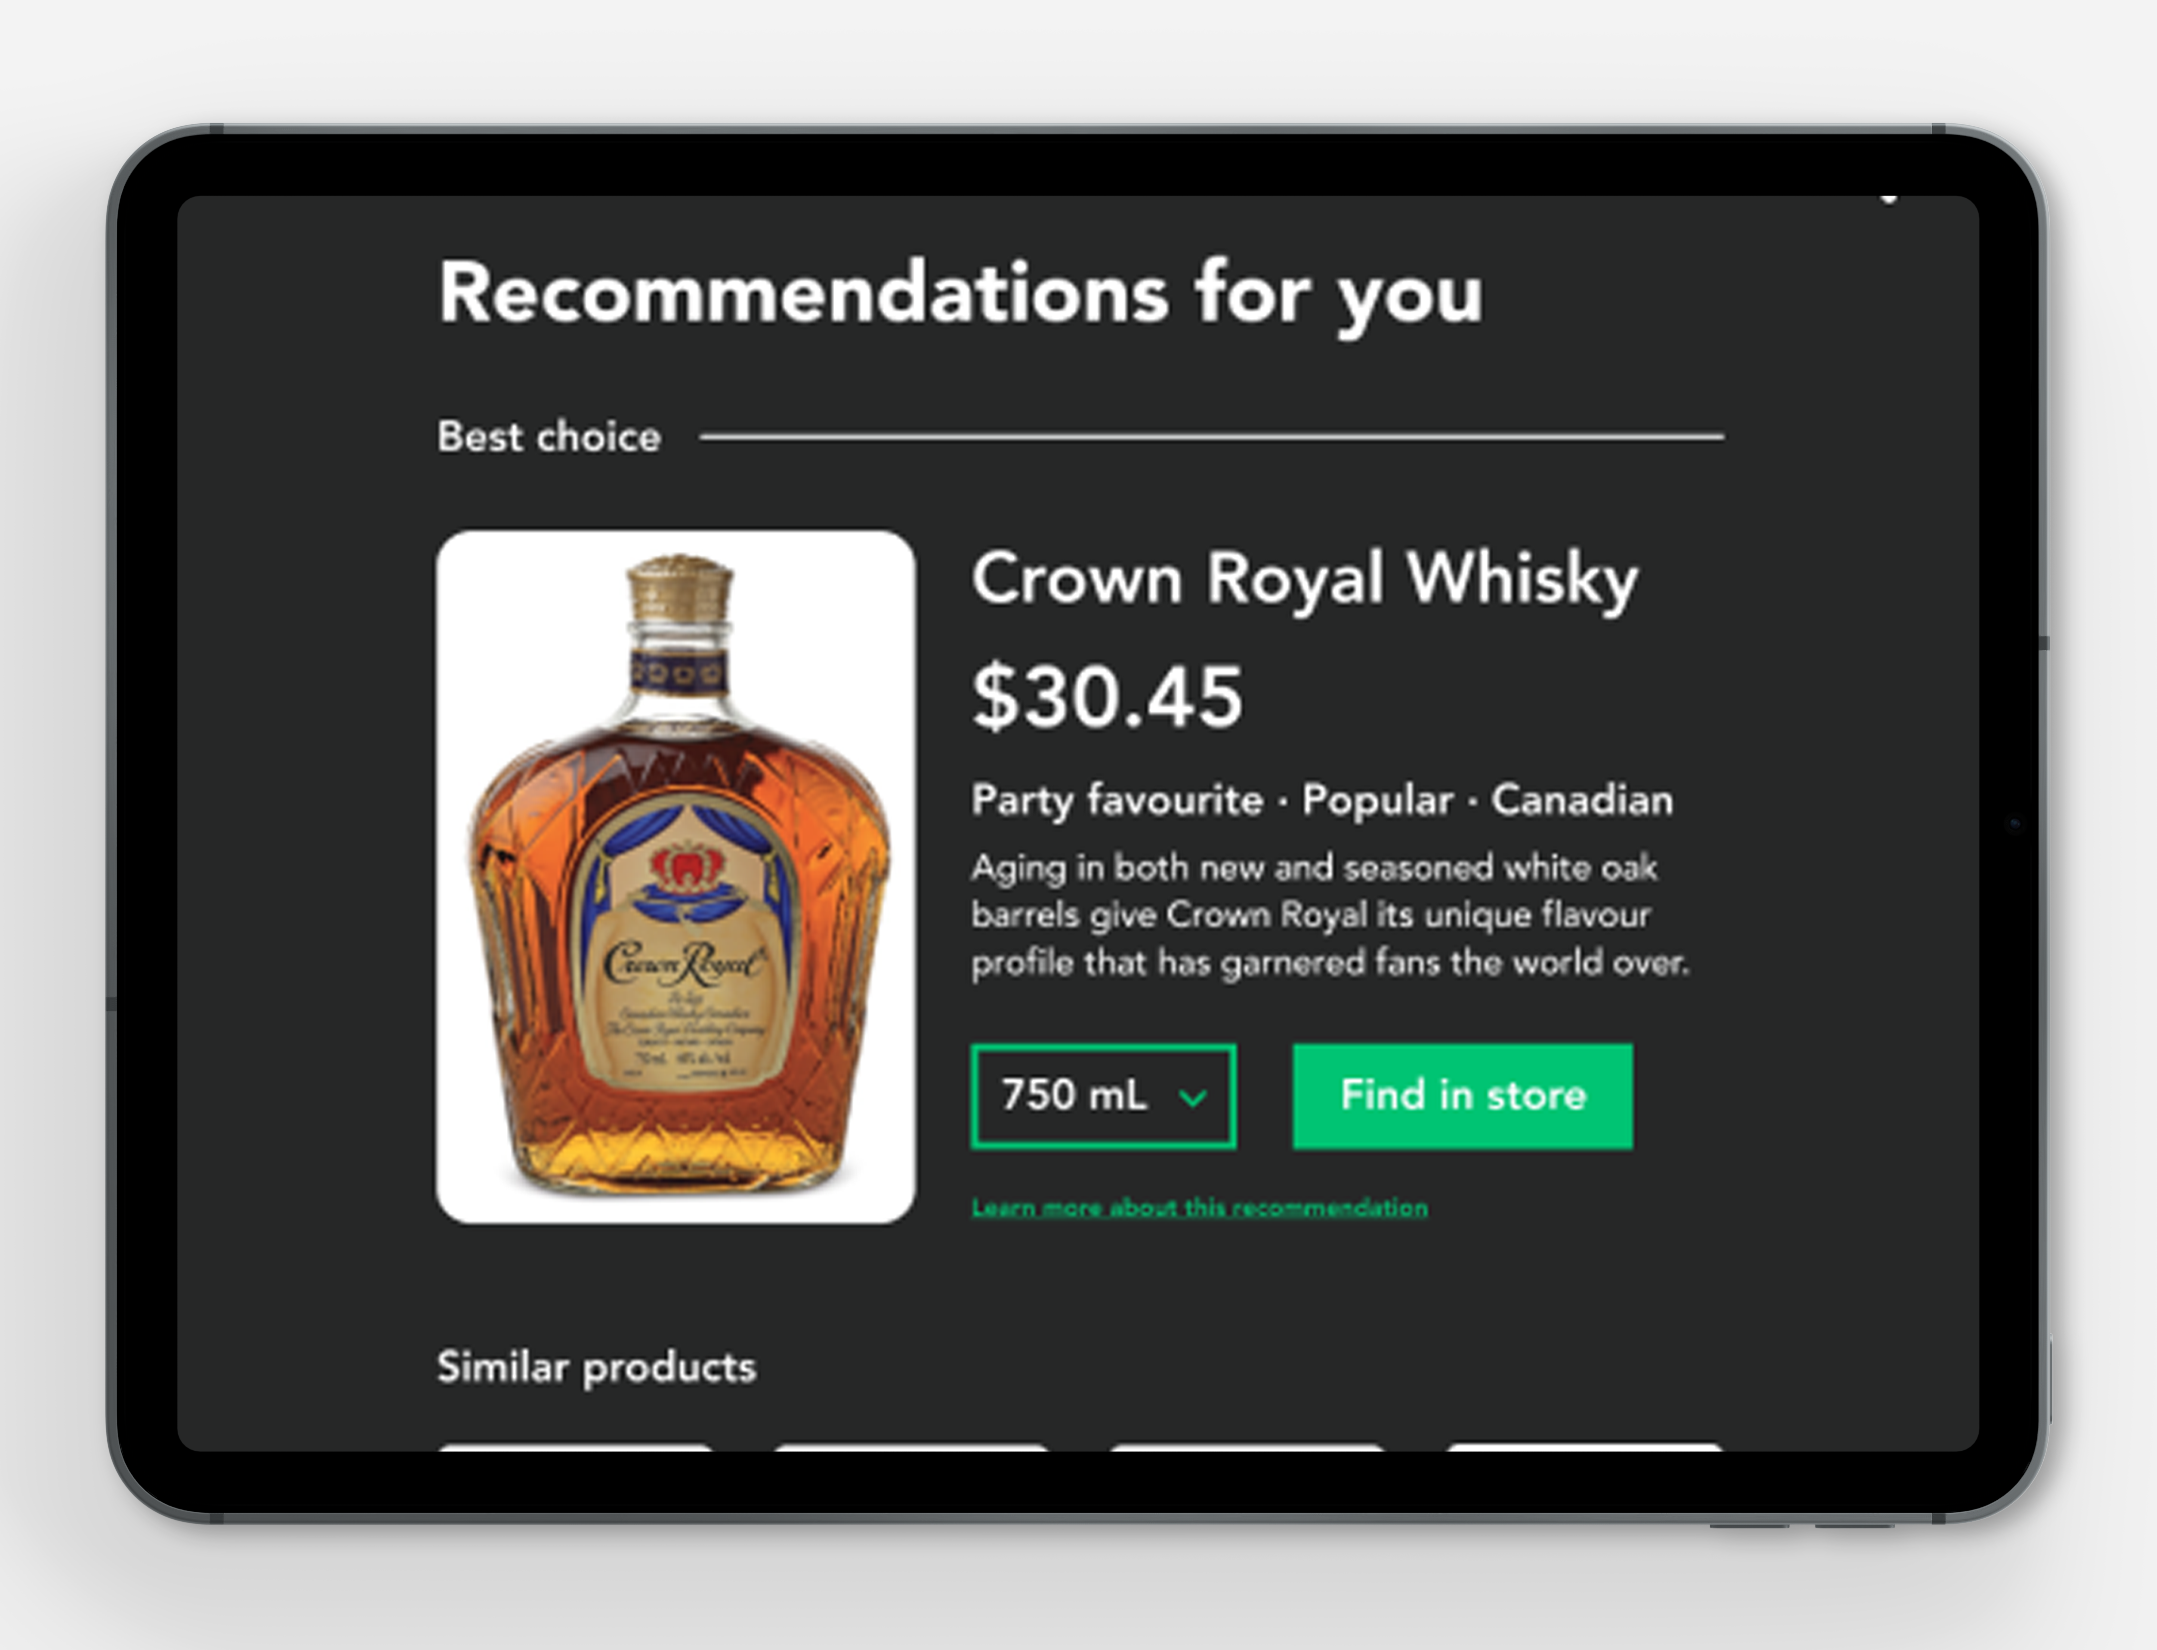 Recommendations for you
Best choice
Crown Royal Whisky
$30.45
Party favourite · Popular · Canadian
Aging in both new and seasoned white oak
barrels give Crown Royal its unique flavour
profile that has garnered fans the world over.
750 mL
Find in store
Learn more about this recommendation
Crown Royal
Similar products